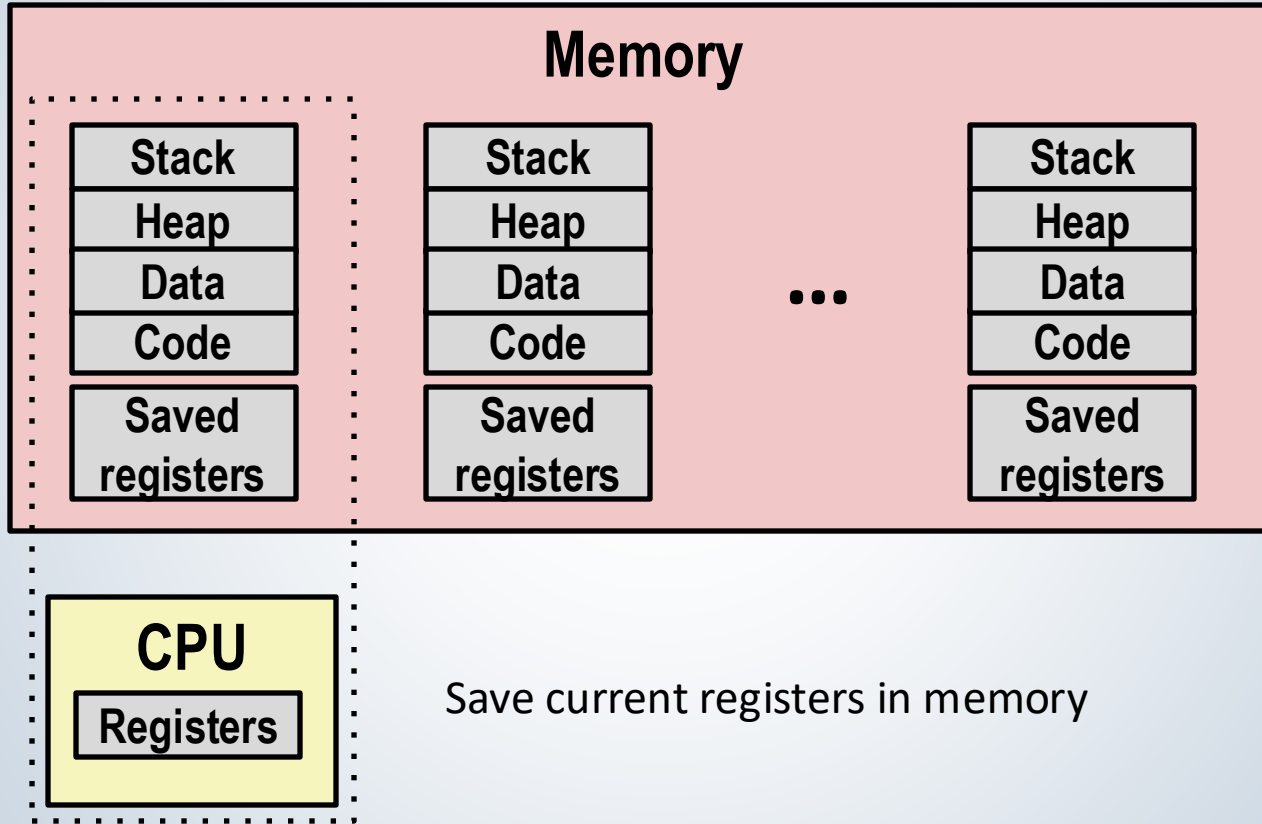 Memory
Stack
Heap
Data
Code
Saved
registers
Stack
Heap
Data
Code
Saved
registers
...
Stack
Heap
Data
Code
Saved
registers
CPU
Registers
Save current registers in memory